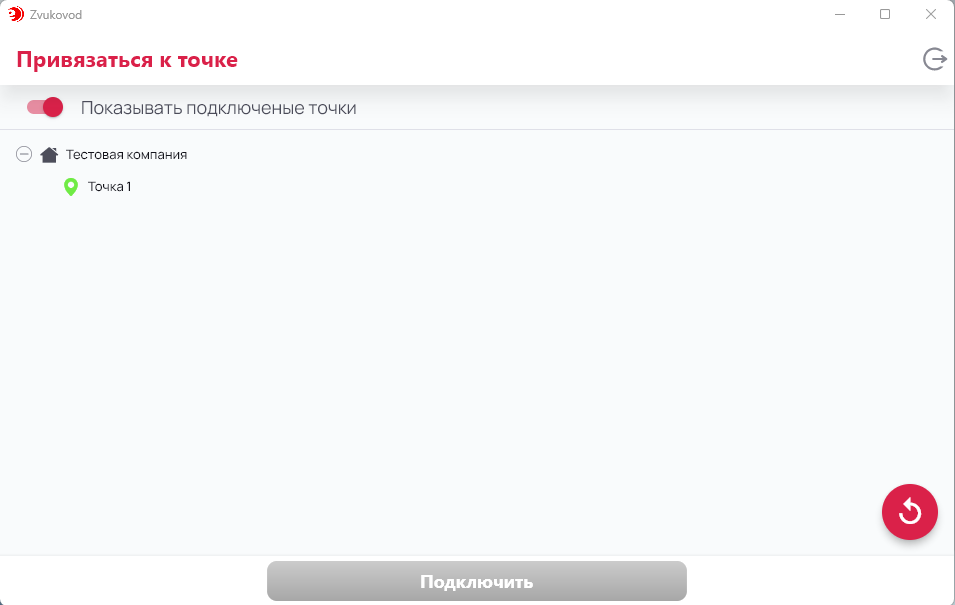 Zvukovod
Привязаться к точке
Показывать подключеные точки
Тестовая компания
Точка 1
Подключить